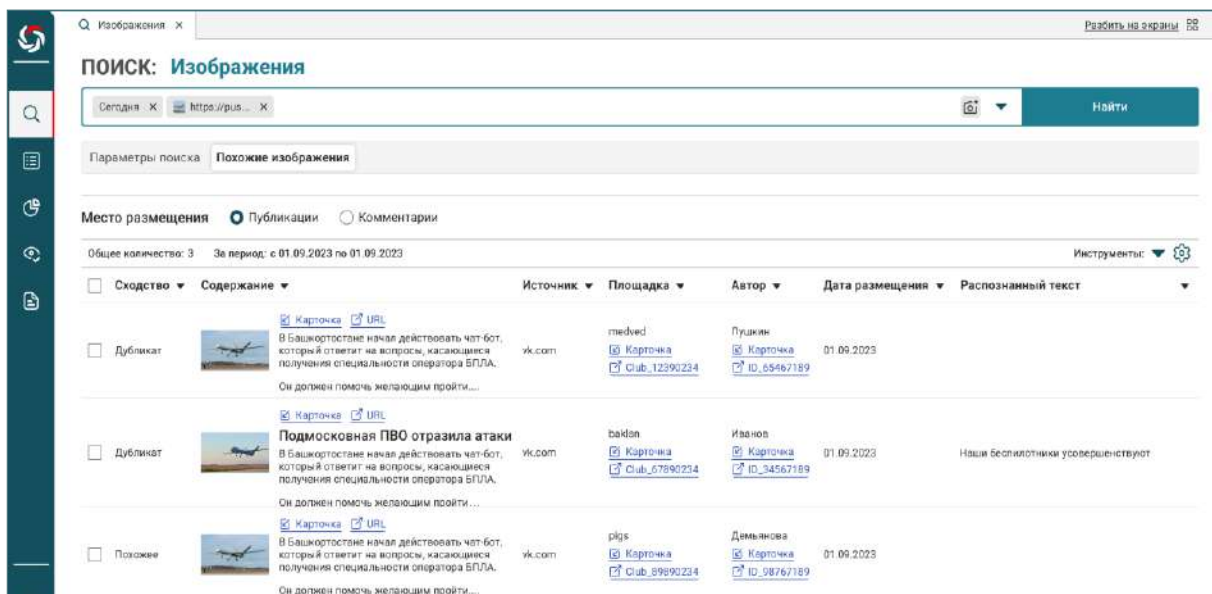 Изображения ×
Разбить на экраны
ПОИСК: Изображения
Сегодня × https://pus... ×
Найти
Параметры поиска Похожие изображения
Место размещения Публикации Комментарии
Общее количество: 3 За период: с 01.09.2023 по 01.09.2023 Инструменты:
Сходство Содержание Источник Площадка Автор Дата размещения Распознанный текст
Карточка URL
Дубликат
В Башкортостане начал действовать чат-бот,
который ответит на вопросы, касающиеся
получения специальности оператора БПЛА.
Он должен помочь желающим пройти....
vk.com
medved
Карточка
Club_12390234
Пушкин
Карточка
ID_65467189
01.09.2023
Карточка URL
Дубликат
Подмосковная ПВО отразила атаки
В Башкортостане начал действовать чат-бот,
который ответит на вопросы, касающиеся
получения специальности оператора БПЛА.
Он должен помочь желающим пройти...
vk.com
baklan
Карточка
Club_67890234
Иванов
Карточка
ID_34567189
01.09.2023
Наши беспилотники усовершенствуют
Карточка URL
Похожее
В Башкортостане начал действовать чат-бот,
который ответит на вопросы, касающиеся
получения специальности оператора БПЛА.
Он должен помочь желающим пройти...
vk.com
pigs
Карточка
Club_89890234
Демьянова
Карточка
ID_98767189
01.09.2023